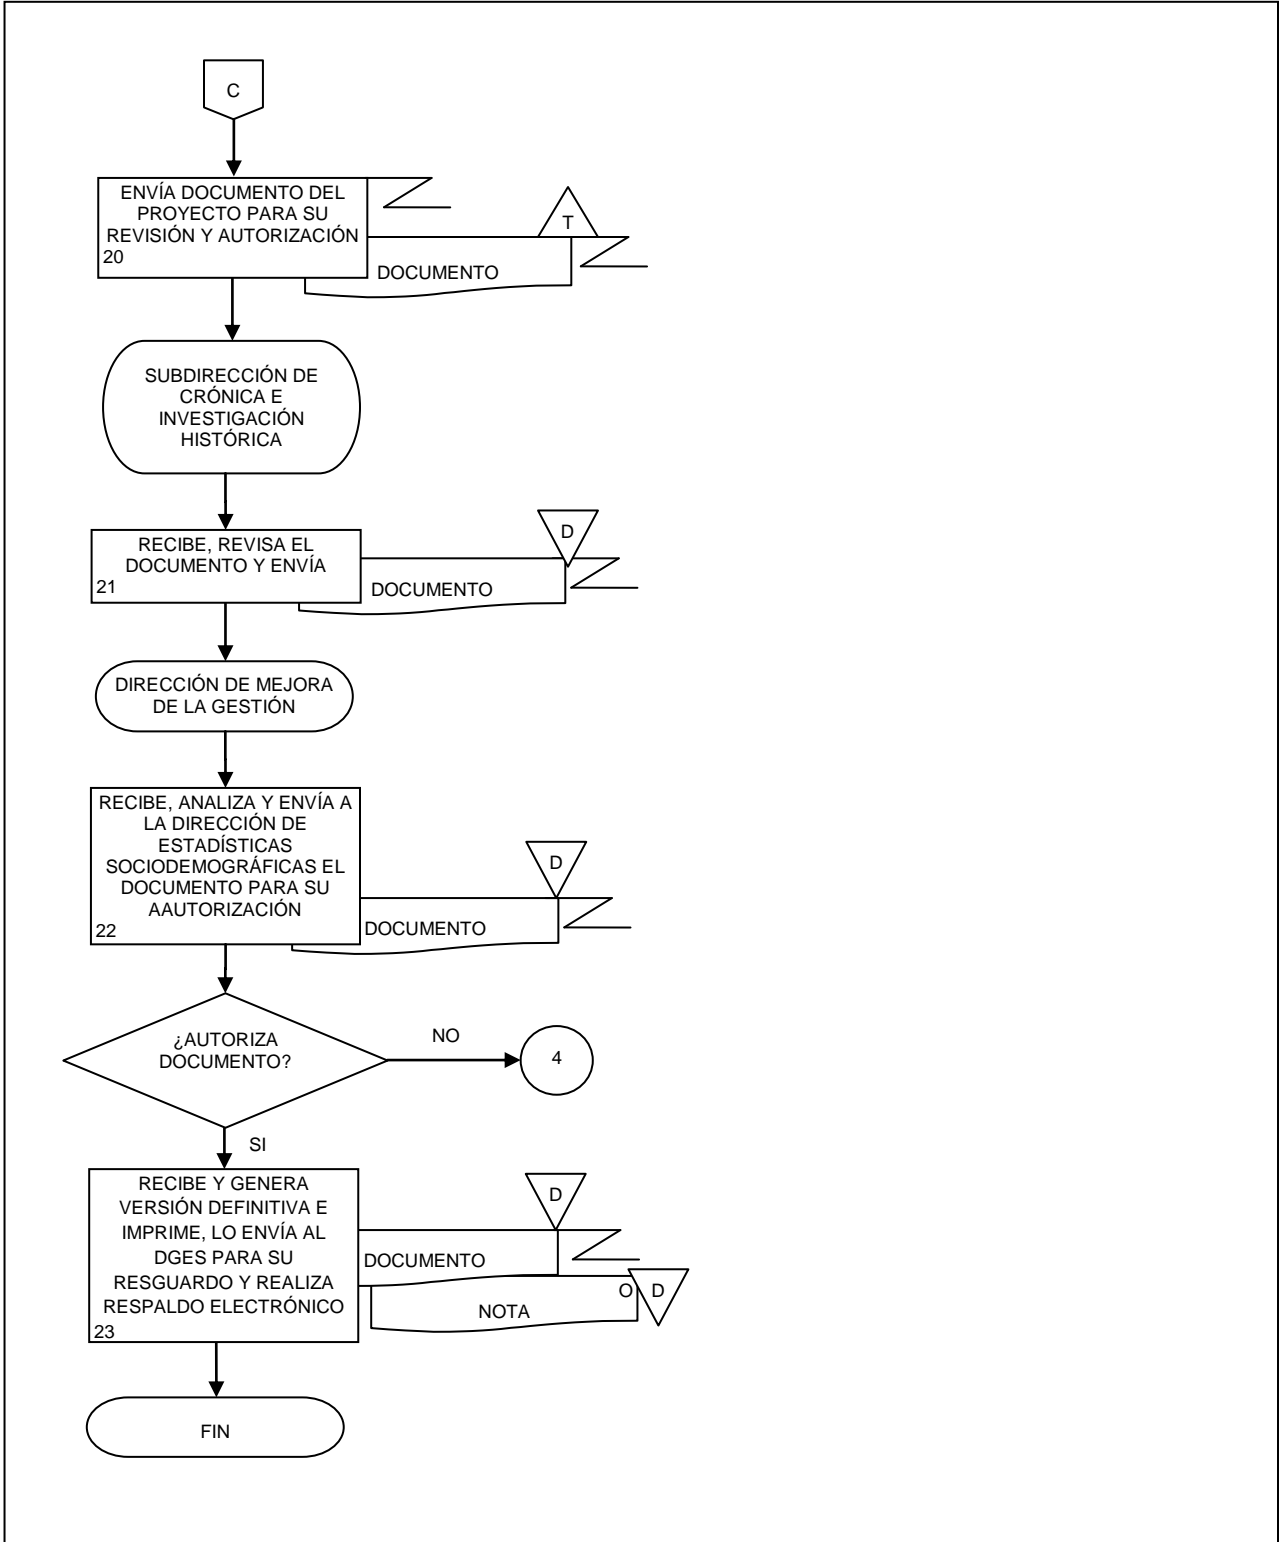 C
ENVÍA DOCUMENTO DEL
PROYECTO PARA SU
REVISIÓN Y AUTORIZACIÓN
20
T
DOCUMENTO
SUBDIRECCIÓN DE
CRÓNICA E
INVESTIGACIÓN
HISTÓRICA
RECIBE, REVISA EL
DOCUMENTO Y ENVÍA
21
D
DOCUMENTO
DIRECCIÓN DE MEJORA
DE LA GESTIÓN
RECIBE, ANALIZA Y ENVÍA A
LA DIRECCIÓN DE
ESTADÍSTICAS
SOCIODEMOGRÁFICAS EL
DOCUMENTO PARA SU
AAUTORIZACIÓN
22
D
DOCUMENTO
¿AUTORIZA
DOCUMENTO?
NO
4
SI
RECIBE Y GENERA
VERSIÓN DEFINITIVA E
IMPRIME, LO ENVÍA AL
DGES PARA SU
RESGUARDO Y REALIZA
RESPALDO ELECTRÓNICO
23
D
DOCUMENTO
O D
NOTA
FIN